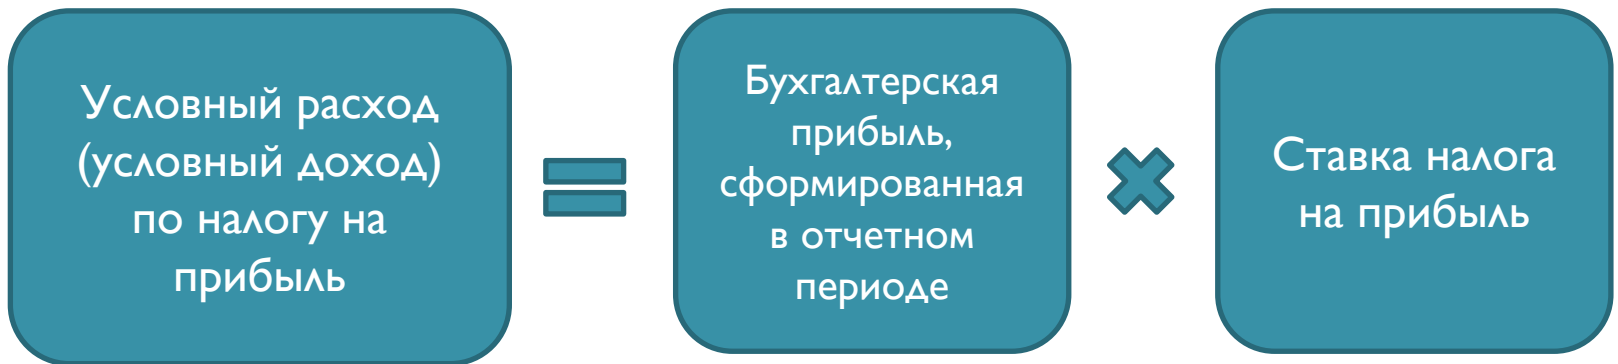 Условный расход
(условный доход)
по налогу на
прибыль
Бухгалтерская
прибыль,
сформированная
в отчетном
периоде
Ставка налога
на прибыль